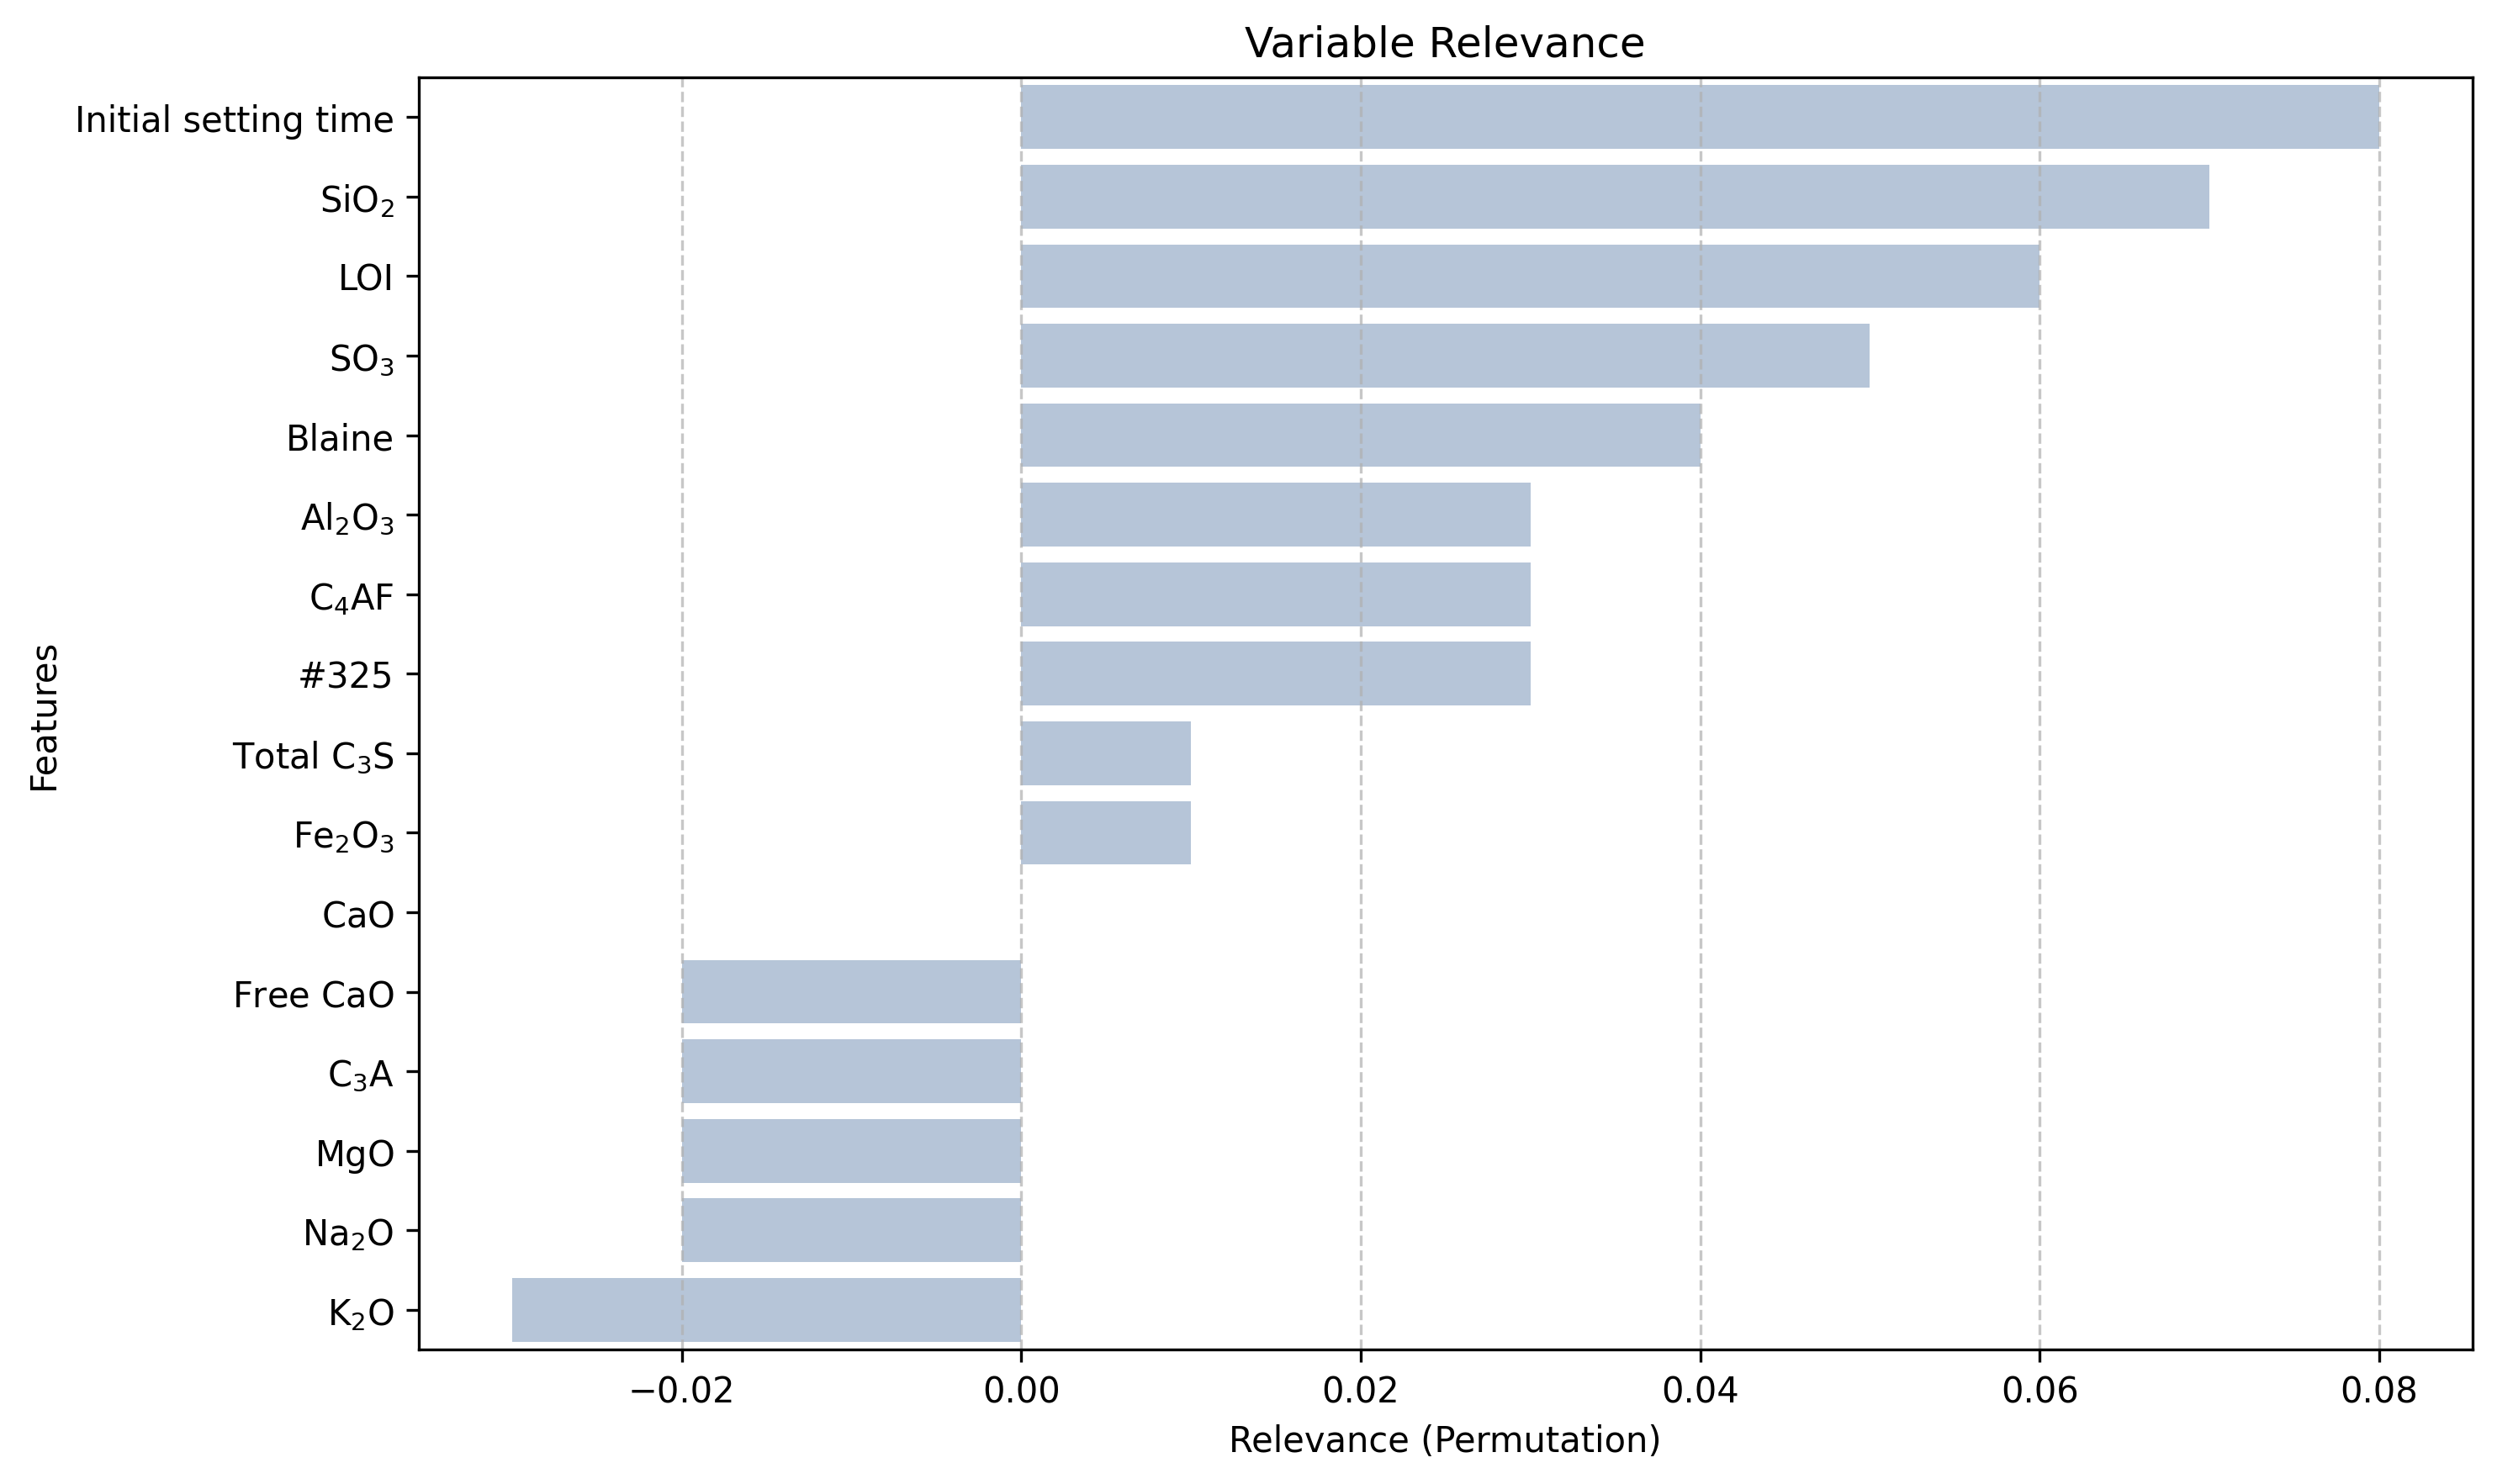 Variable Relevance
Initial setting time
SiO₂
LOI
SO₃
Blaine
Al₂O₃
C₄AF
#325
Total C₃S
Fe₂O₃
CaO
Free CaO
C₃A
MgO
Na₂O
K₂O
Features
−0.02 0.00 0.02 0.04 0.06 0.08
Relevance (Permutation)